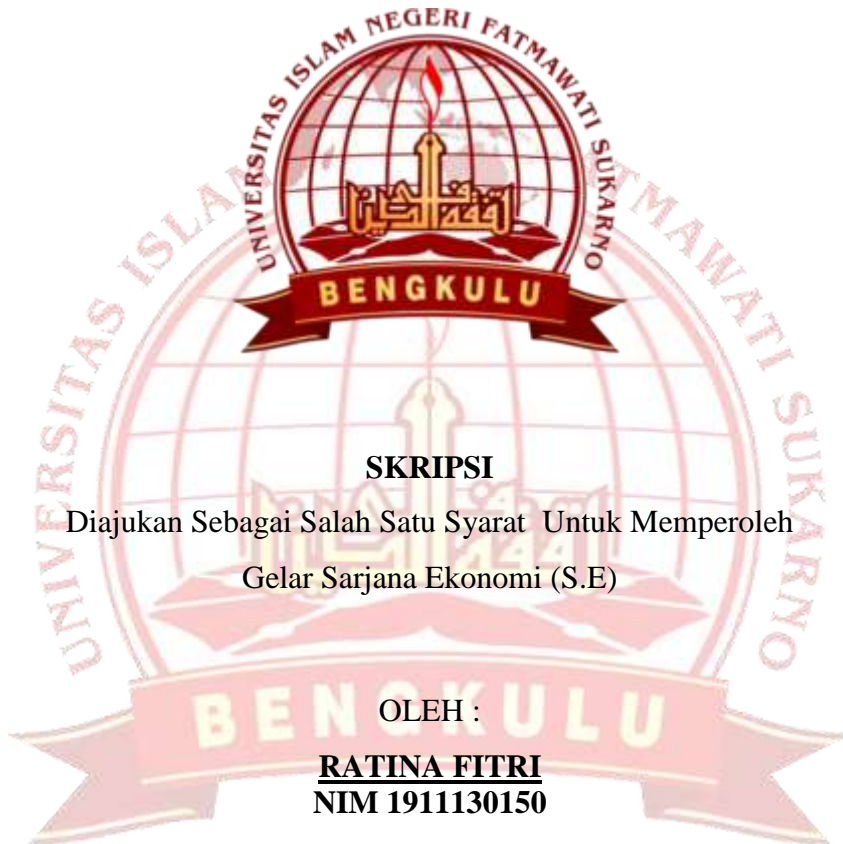 UNIVERSITAS ISLAM NEGERI FATMAWATI SUKARNO
BENGKULU
SKRIPSI
Diajukan Sebagai Salah Satu Syarat Untuk Memperoleh
Gelar Sarjana Ekonomi (S.E)
OLEH :
RATINA FITRI
NIM 1911130150